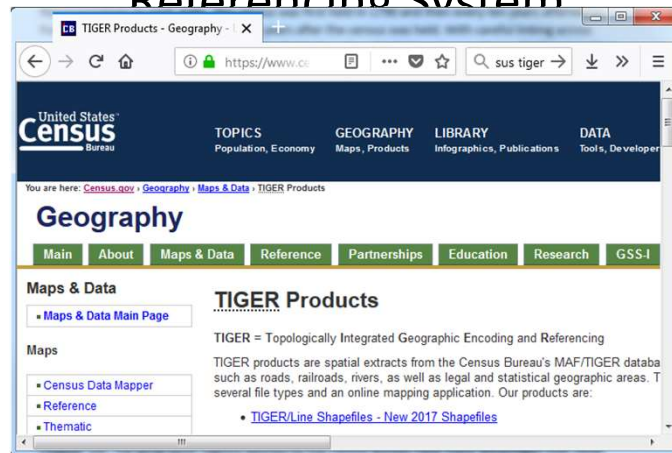 Referencing System
TIGER Products - Geography -
https://www.ce
sus tiger
United States™
Census
Bureau
TOPICS
Population, Economy
GEOGRAPHY
Maps, Products
LIBRARY
Infographics, Publications
DATA
Tools, Developer
You are here: Census.gov › Geography › Maps & Data › TIGER Products
Geography
Main About Maps & Data Reference Partnerships Education Research GSS-I
Maps & Data
Maps & Data Main Page
Maps
Census Data Mapper
Reference
Thematic
TIGER Products
TIGER = Topologically Integrated Geographic Encoding and Referencing
TIGER products are spatial extracts from the Census Bureau's MAF/TIGER databa
such as roads, railroads, rivers, as well as legal and statistical geographic areas. T
several file types and an online mapping application. Our products are:
• TIGER/Line Shapefiles - New 2017 Shapefiles